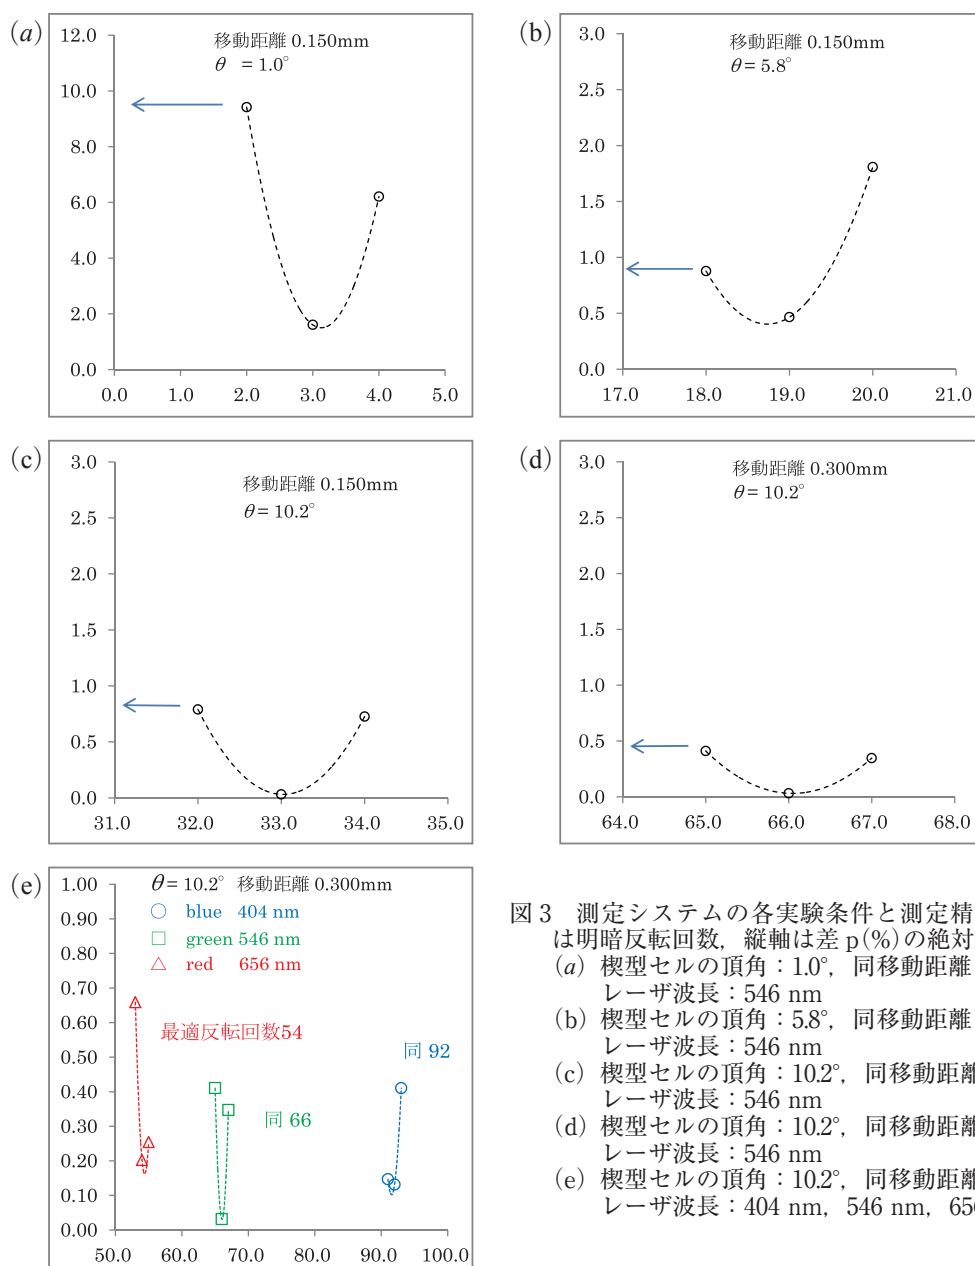 (a)
12.0
10.0
8.0
6.0
4.0
2.0
0.0
移動距離 0.150mm
θ = 1.0°
0.0 1.0 2.0 3.0 4.0 5.0
(b)
3.0
2.5
2.0
1.5
1.0
0.5
0.0
移動距離 0.150mm
θ = 5.8°
17.0 18.0 19.0 20.0 21.0
(c)
3.0
2.5
2.0
1.5
1.0
0.5
0.0
移動距離 0.150mm
θ = 10.2°
31.0 32.0 33.0 34.0 35.0
(d)
3.0
2.5
2.0
1.5
1.0
0.5
0.0
移動距離 0.300mm
θ = 10.2°
64.0 65.0 66.0 67.0 68.0
(e)
1.00
0.90
0.80
0.70
0.60
0.50
0.40
0.30
0.20
0.10
0.00
θ = 10.2° 移動距離 0.300mm
blue 404 nm
green 546 nm
red 656 nm
最適反転回数54
同 66
同 92
50.0 60.0 70.0 80.0 90.0 100.0
図3 測定システムの各実験条件と測定精
は明暗反転回数，縦軸は差 p(%)の絶対
(a) 楔型セルの頂角：1.0°，同移動距離
レーザ波長：546 nm
(b) 楔型セルの頂角：5.8°，同移動距離
レーザ波長：546 nm
(c) 楔型セルの頂角：10.2°，同移動距離
レーザ波長：546 nm
(d) 楔型セルの頂角：10.2°，同移動距離
レーザ波長：546 nm
(e) 楔型セルの頂角：10.2°，同移動距離
レーザ波長：404 nm，546 nm，656